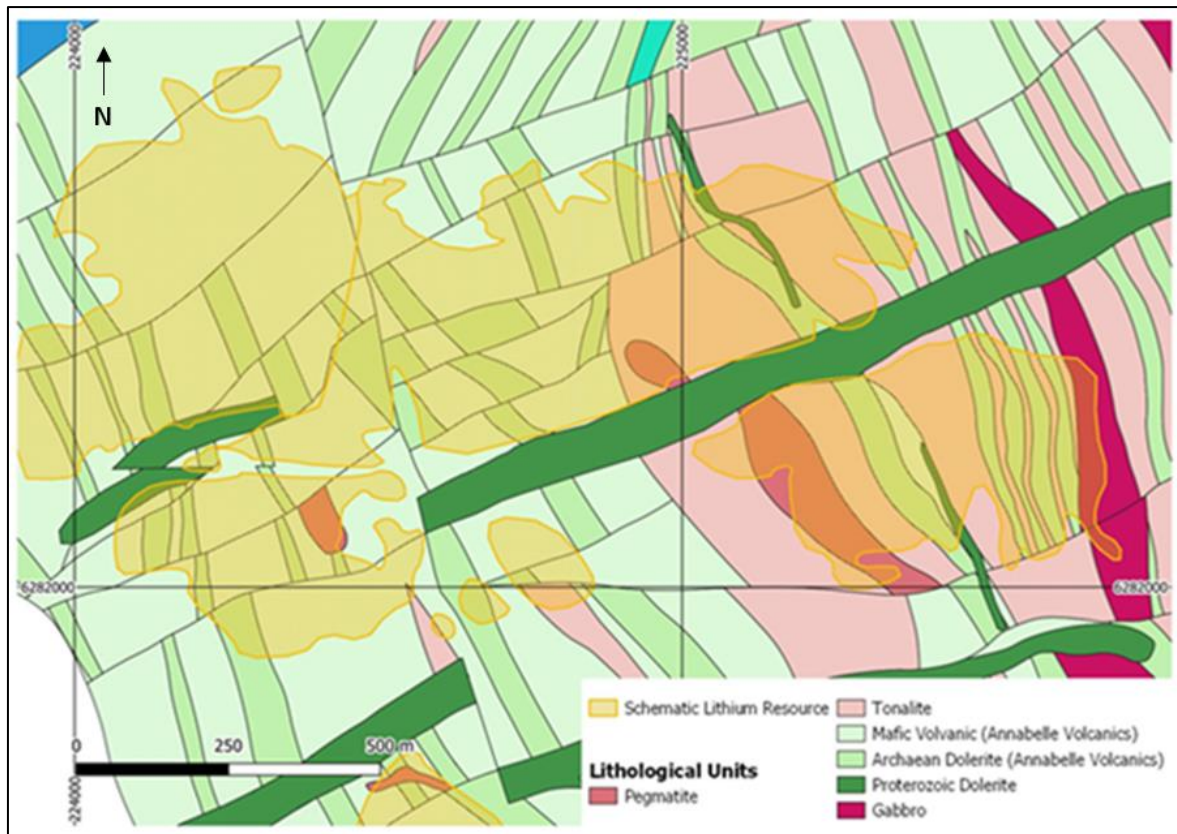 224000
225000
N
6282000
6282000
0 250 500 m
224000
Schematic Lithium Resource
Lithological Units
Pegmatite
Tonalite
Mafic Volcanic (Annabelle Volcanics)
Archaean Dolerite (Annabelle Volcanics)
Proterozoic Dolerite
Gabbro